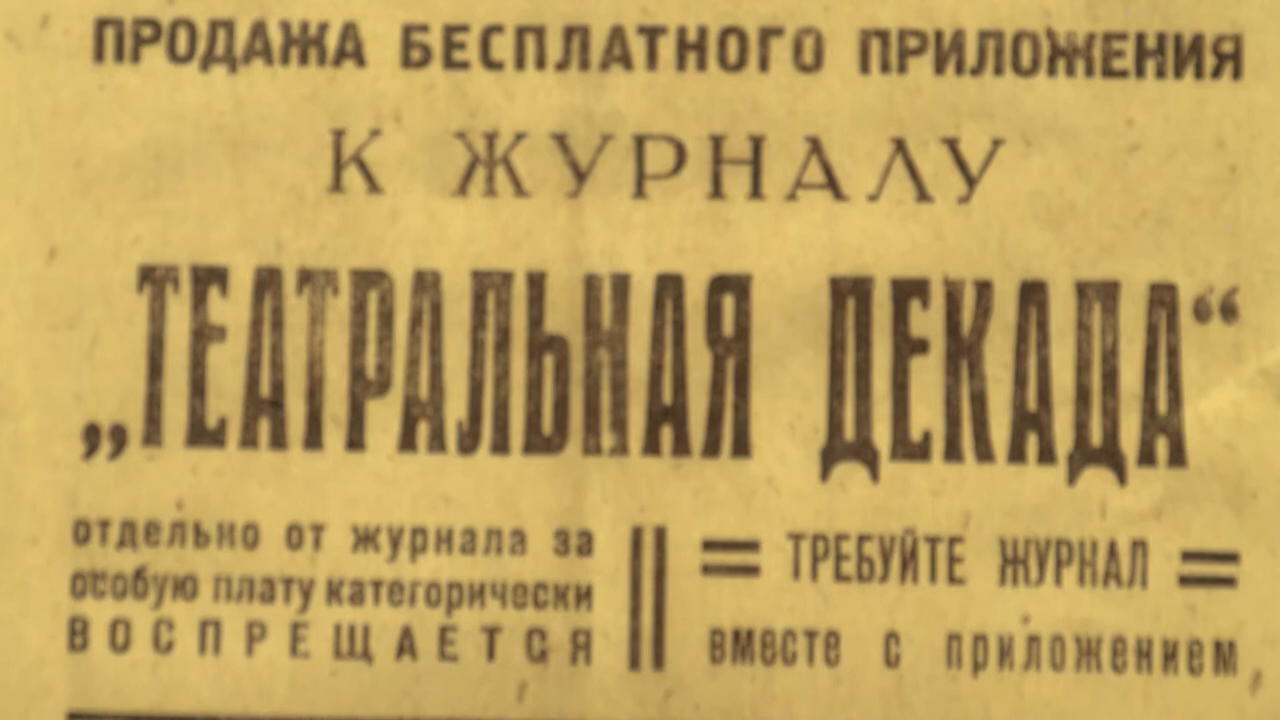 ПРОДАЖА БЕСПЛАТНОГО ПРИЛОЖЕНИЯ
К ЖУРНАЛУ
„ТЕАТРАЛЬНАЯ ДЕКАДА“
отдельно от журнала за
особую плату категорически
ВОСПРЕЩАЕТСЯ
= ТРЕБУЙТЕ ЖУРНАЛ =
вместе с приложением